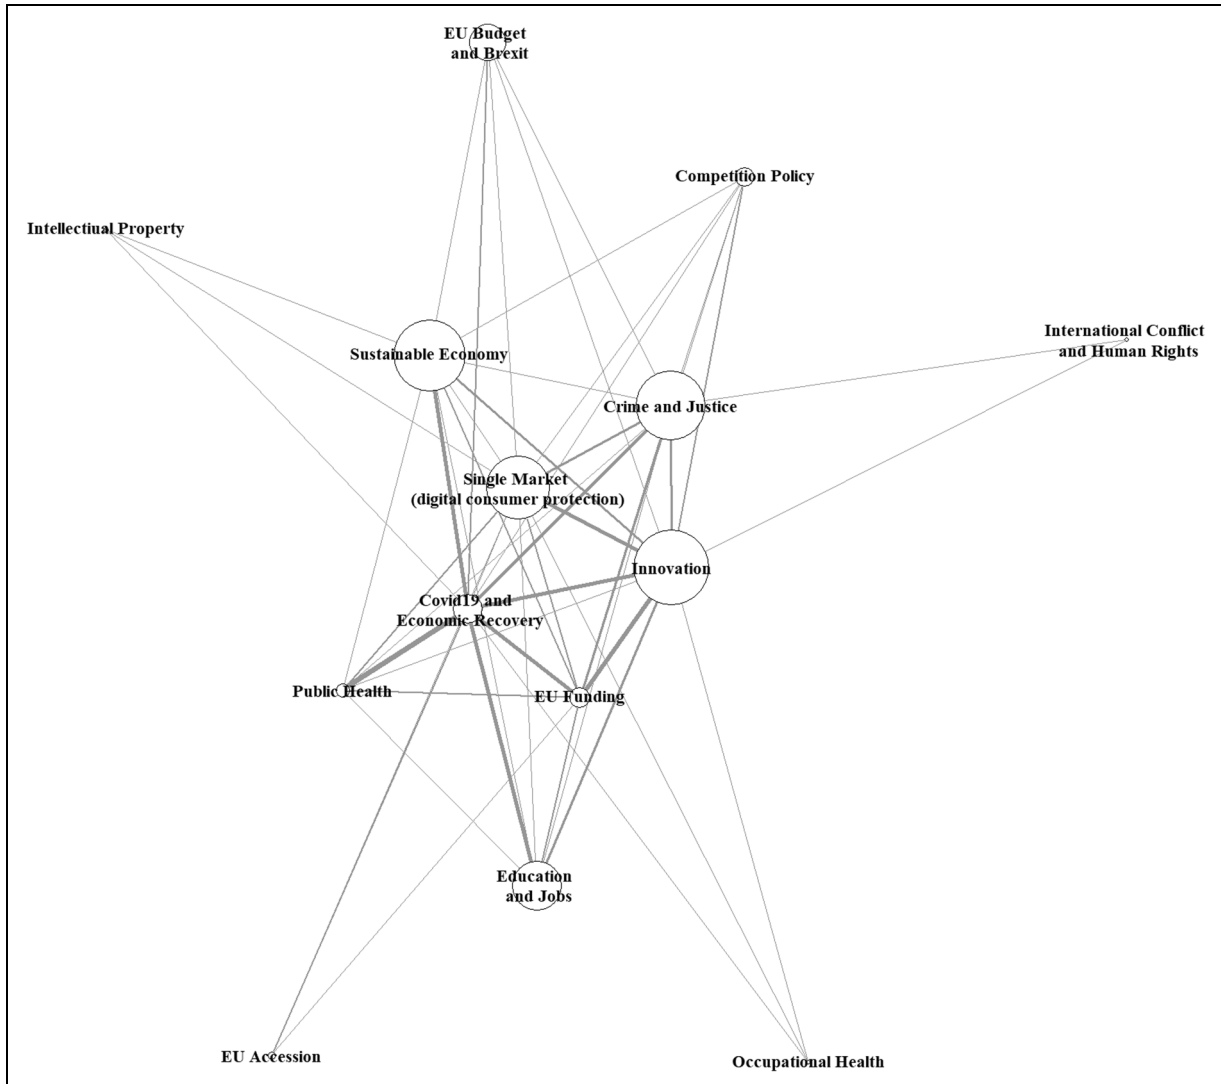 EU Budget
and Brexit
Competition Policy
Intellectiual Property
International Conflict
and Human Rights
Sustainable Economy
Crime and Justice
Single Market
(digital consumer protection)
Innovation
Covid19 and
Economic Recovery
Public Health
EU Funding
Education
and Jobs
EU Accession
Occupational Health